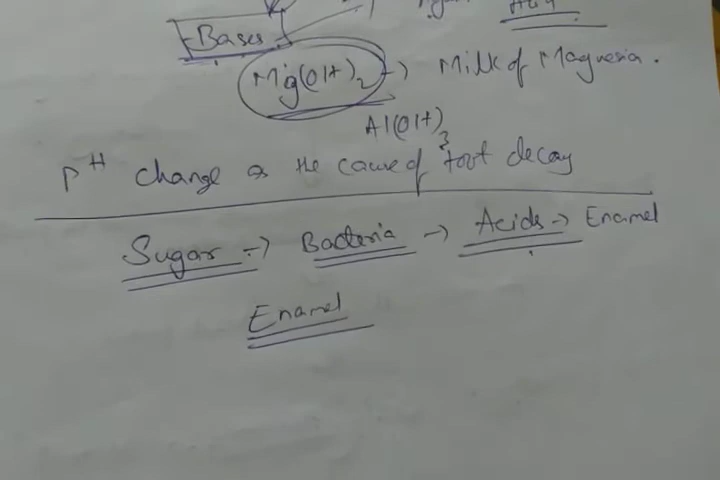 Bases
Mg(OH)2 → Milk of Magnesia.
Al(OH)3
PH change as the cause of toot decay
Sugar → Bacteria → Acids → Enamel
Enamel